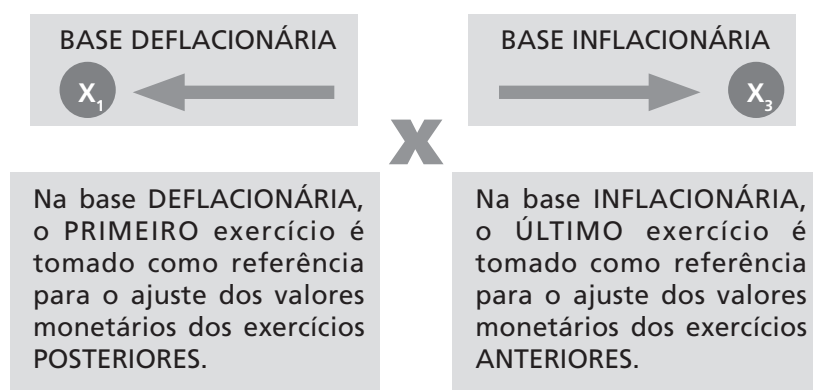 BASE DEFLACIONÁRIA
X₁
Na base DEFLACIONÁRIA,
o PRIMEIRO exercício é
tomado como referência
para o ajuste dos valores
monetários dos exercícios
POSTERIORES.
X
BASE INFLACIONÁRIA
X₃
Na base INFLACIONÁRIA,
o ÚLTIMO exercício é
tomado como referência
para o ajuste dos valores
monetários dos exercícios
ANTERIORES.